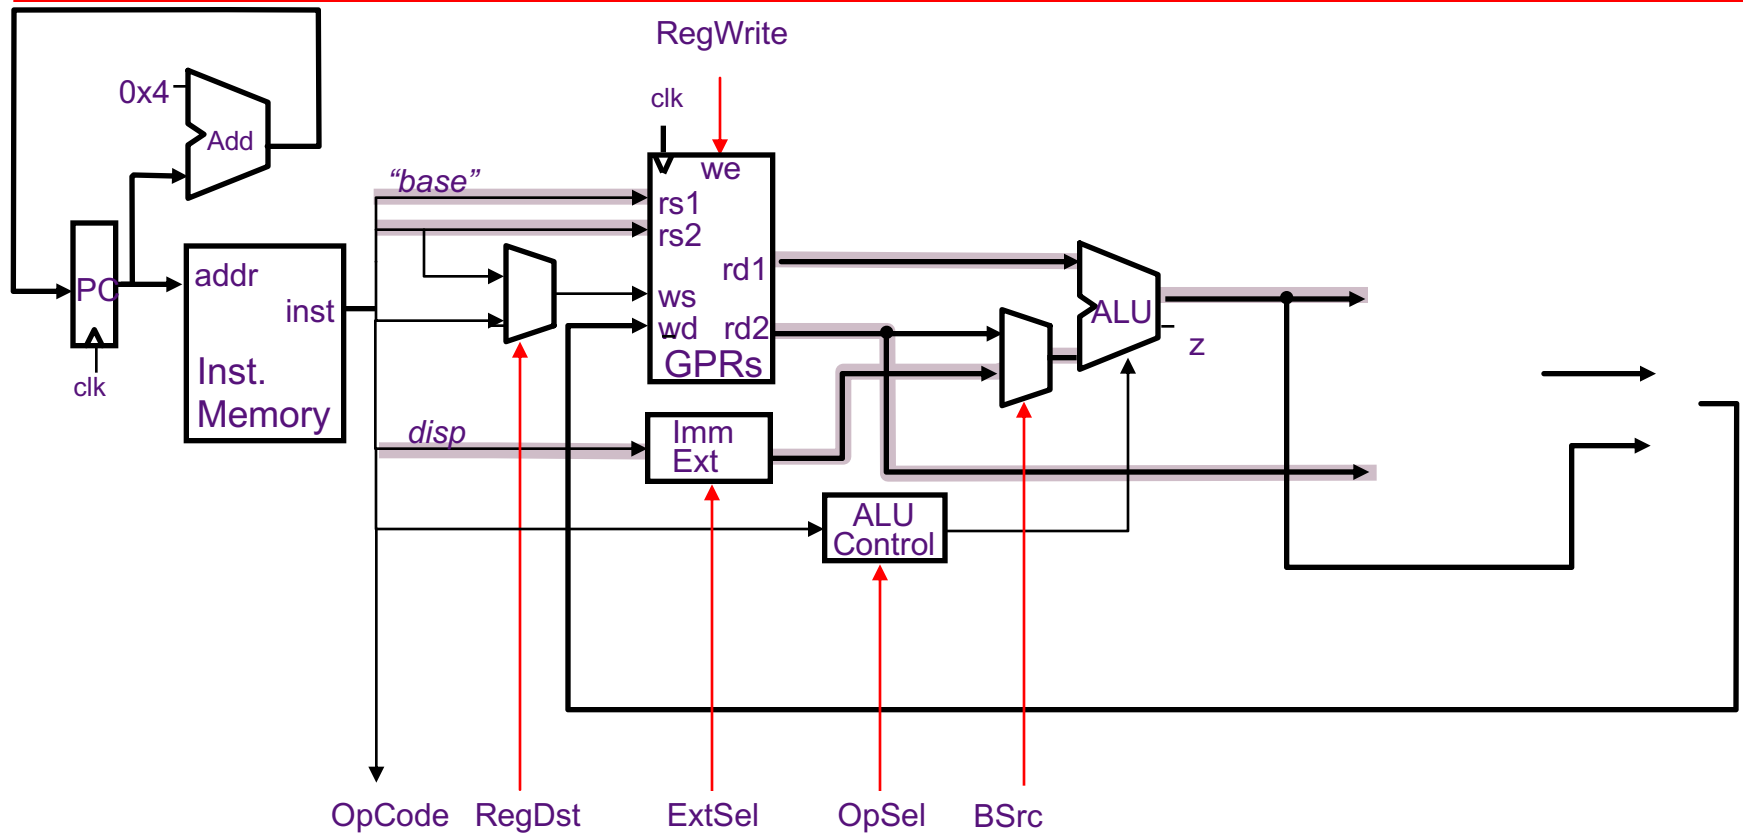 RegWrite
0x4
clk
Add
we
“base”
rs1
rs2
rd1
addr
PC
inst
ws
wd
rd2
ALU
z
GPRs
Inst.
Memory
clk
disp
Imm
Ext
ALU
Control
OpCode
RegDst
ExtSel
OpSel
BSrc